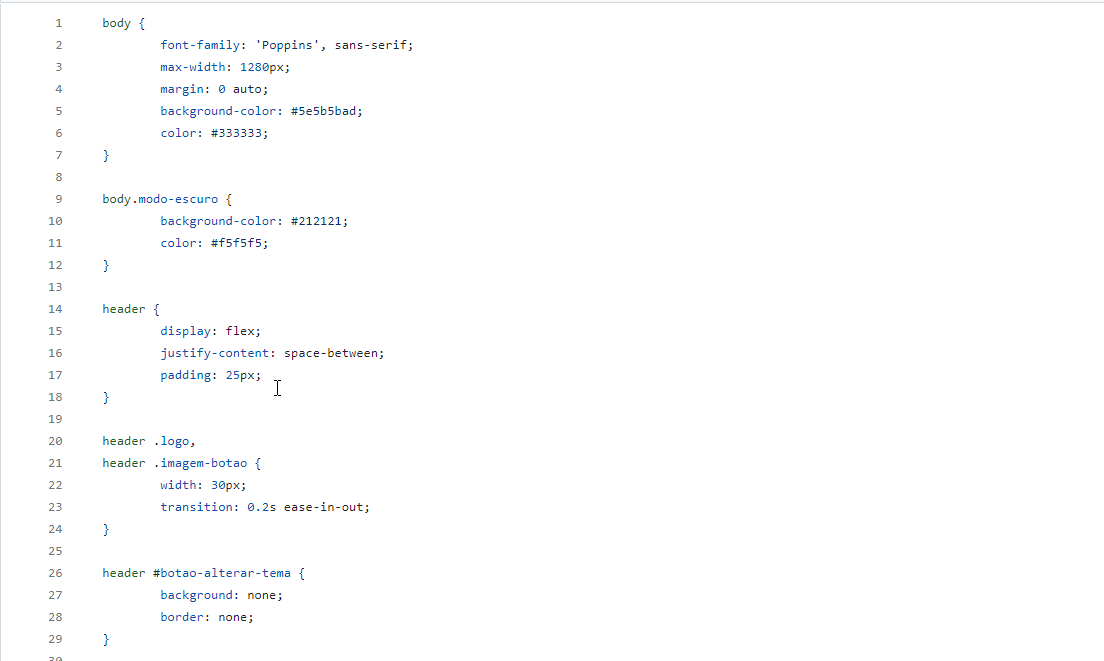 1 body {
2 font-family: 'Poppins', sans-serif;
3 max-width: 1280px;
4 margin: 0 auto;
5 background-color: #5e5b5bad;
6 color: #333333;
7 }
8
9 body.modo-escuro {
10 background-color: #212121;
11 color: #f5f5f5;
12 }
13
14 header {
15 display: flex;
16 justify-content: space-between;
17 padding: 25px;
18 }
19
20 header .logo,
21 header .imagem-botao {
22 width: 30px;
23 transition: 0.2s ease-in-out;
24 }
25
26 header #botao-alterar-tema {
27 background: none;
28 border: none;
29 }
30